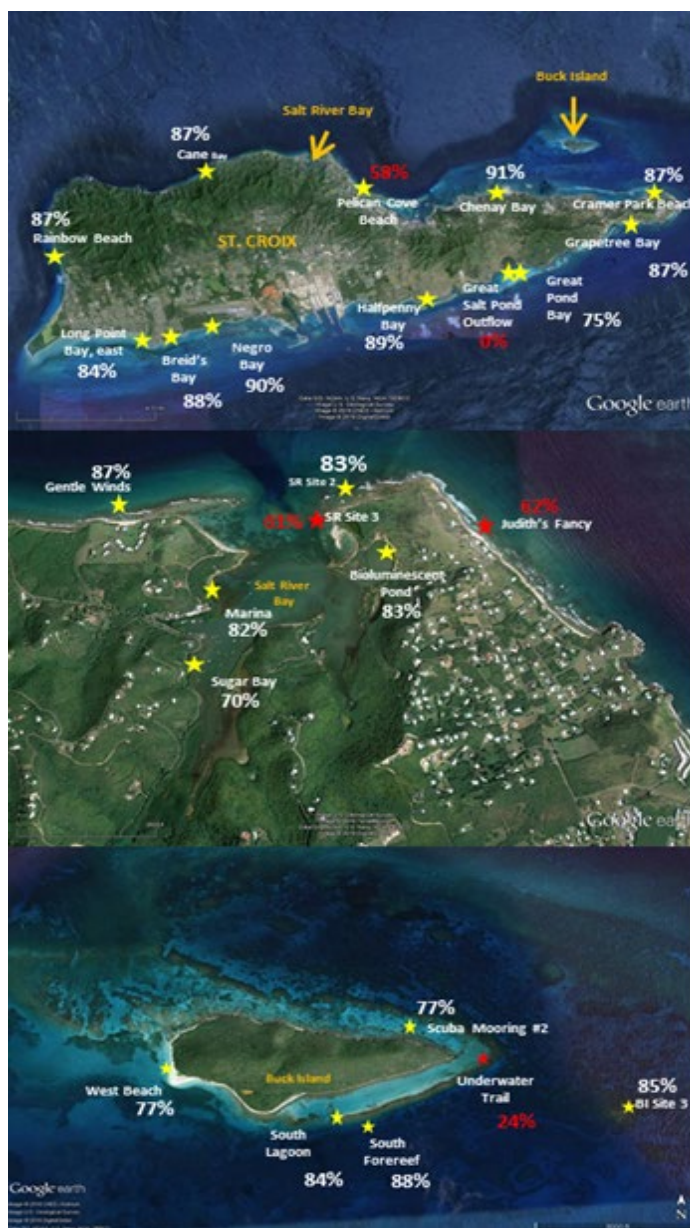 Buck Island
Salt River Bay
87%
Cane Bay
58%
Pelican Cove
Beach
91%
Chenay Bay
87%
Cramer Park Beach
87%
Rainbow Beach
ST. CROIX
Grapetree Bay
87%
Great
Salt Pond
Outflow
0%
Great
Pond
Bay
75%
Halfpenny
Bay
89%
Long Point
Bay, east
84%
Breid's
Bay
88%
Negro
Bay
90%
Google earth
87%
Gentle Winds
83%
SR Site 2
SR Site 3
62%
Judith's Fancy
Salt River
Bay
Bioluminescent
Pond
83%
Marina
82%
Sugar Bay
70%
Google earth
77%
Scuba Mooring #2
West Beach
77%
Buck Island
Underwater
Trail
24%
85%
BI Site 3
South
Lagoon
84%
South
Forereef
88%
Google earth
N